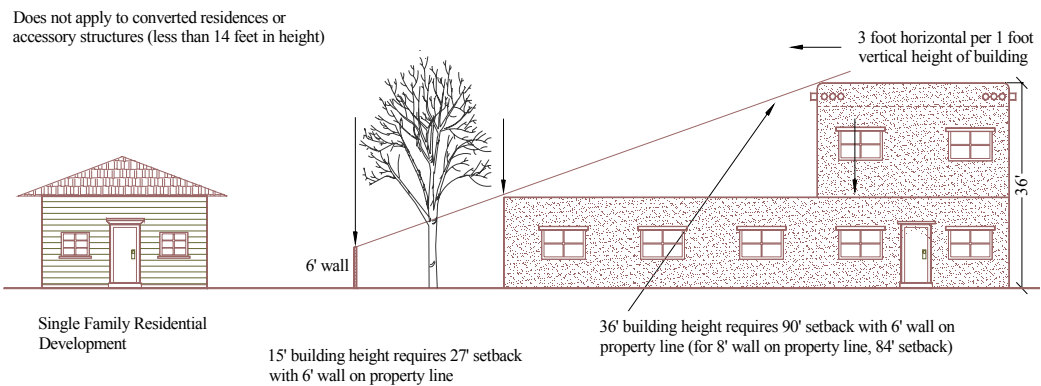 Does not apply to converted residences or
accessory structures (less than 14 feet in height)
3 foot horizontal per 1 foot
vertical height of building
36'
6' wall
Single Family Residential
Development
15' building height requires 27' setback
with 6' wall on property line
36' building height requires 90' setback with 6' wall on
property line (for 8' wall on property line, 84' setback)